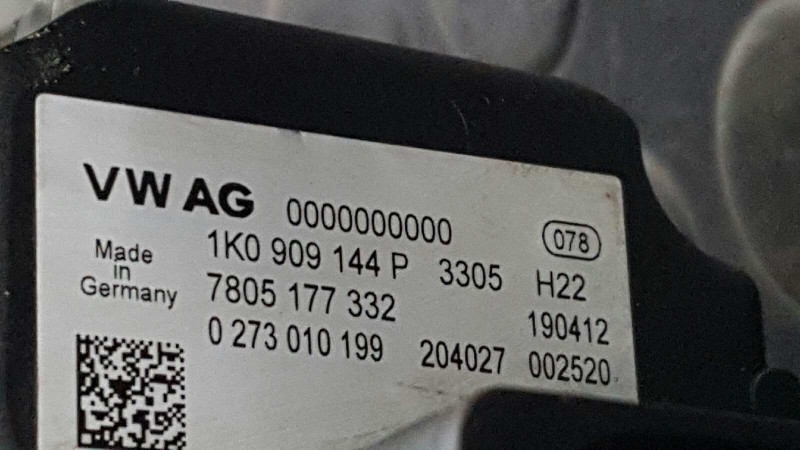 VW AG 0000000000 078
Made in Germany
1K0 909 144 P 3305 H22
7805 177 332 190412
0 273 010 199 204027 002520